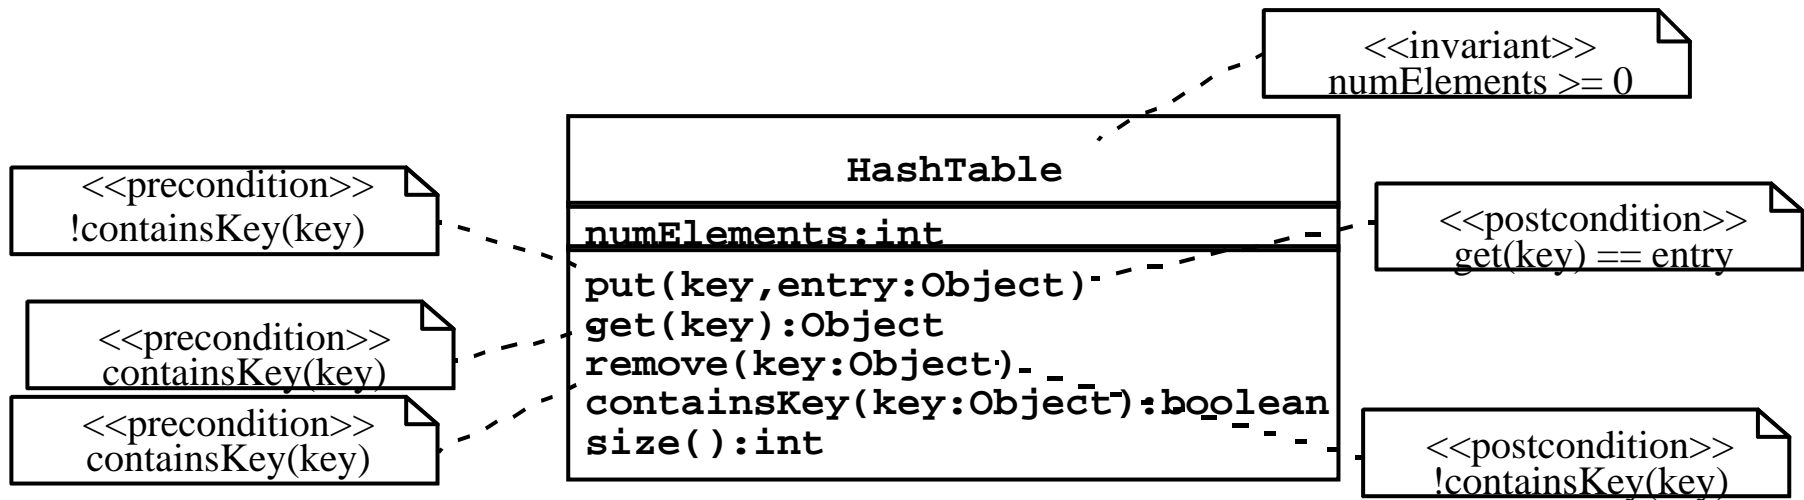 <<invariant>>
numElements >= 0
HashTable
<<precondition>>
!containsKey(key)
numElements:int
<<postcondition>>
get(key) == entry
put(key,entry:Object)
get(key):Object
remove(key:Object)
containsKey(key:Object):boolean
size():int
<<precondition>>
containsKey(key)
<<precondition>>
containsKey(key)
<<postcondition>>
!containsKey(key)